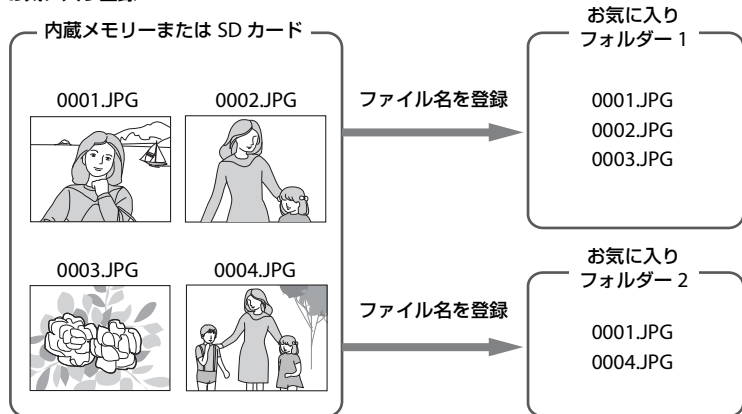 内蔵メモリーまたは SD カード
0001.JPG
0002.JPG
0003.JPG
0004.JPG
ファイル名を登録
お気に入り
フォルダー 1
0001.JPG
0002.JPG
0003.JPG
ファイル名を登録
お気に入り
フォルダー 2
0001.JPG
0004.JPG